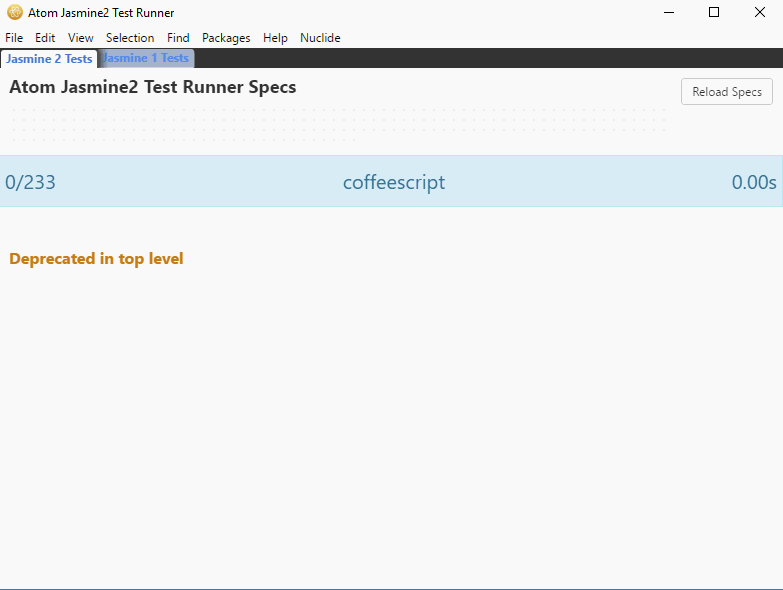 Atom Jasmine2 Test Runner
File Edit View Selection Find Packages Help Nuclide
Jasmine 2 Tests Jasmine 1 Tests
Atom Jasmine2 Test Runner Specs
Reload Specs
0/233 coffeescript 0.00s
Deprecated in top level